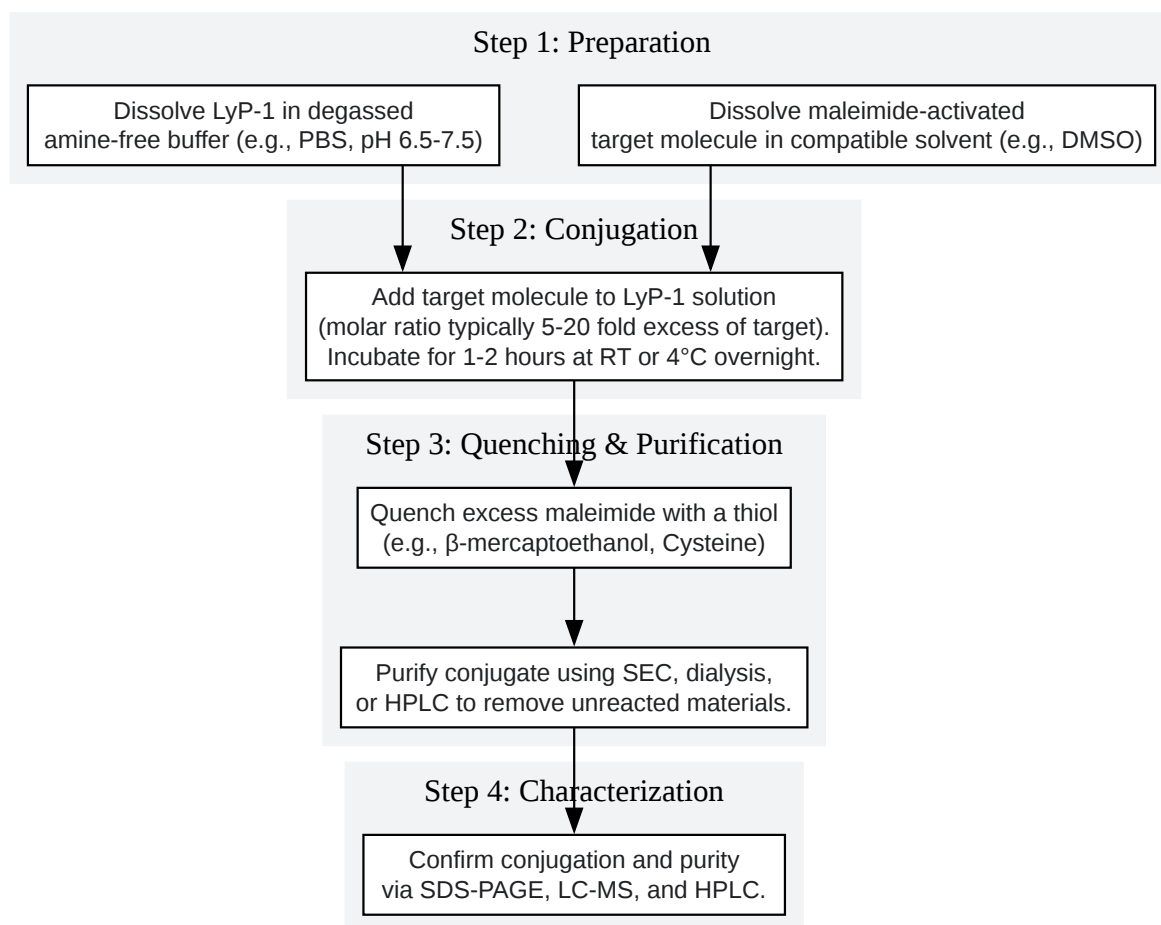 Step 1: Preparation
Dissolve LyP-1 in degassed
amine-free buffer (e.g., PBS, pH 6.5-7.5)
Dissolve maleimide-activated
target molecule in compatible solvent (e.g., DMSO)
Step 2: Conjugation
Add target molecule to LyP-1 solution
(molar ratio typically 5-20 fold excess of target).
Incubate for 1-2 hours at RT or 4°C overnight.
Step 3: Quenching & Purification
Quench excess maleimide with a thiol
(e.g., β-mercaptoethanol, Cysteine)
Purify conjugate using SEC, dialysis,
or HPLC to remove unreacted materials.
Step 4: Characterization
Confirm conjugation and purity
via SDS-PAGE, LC-MS, and HPLC.